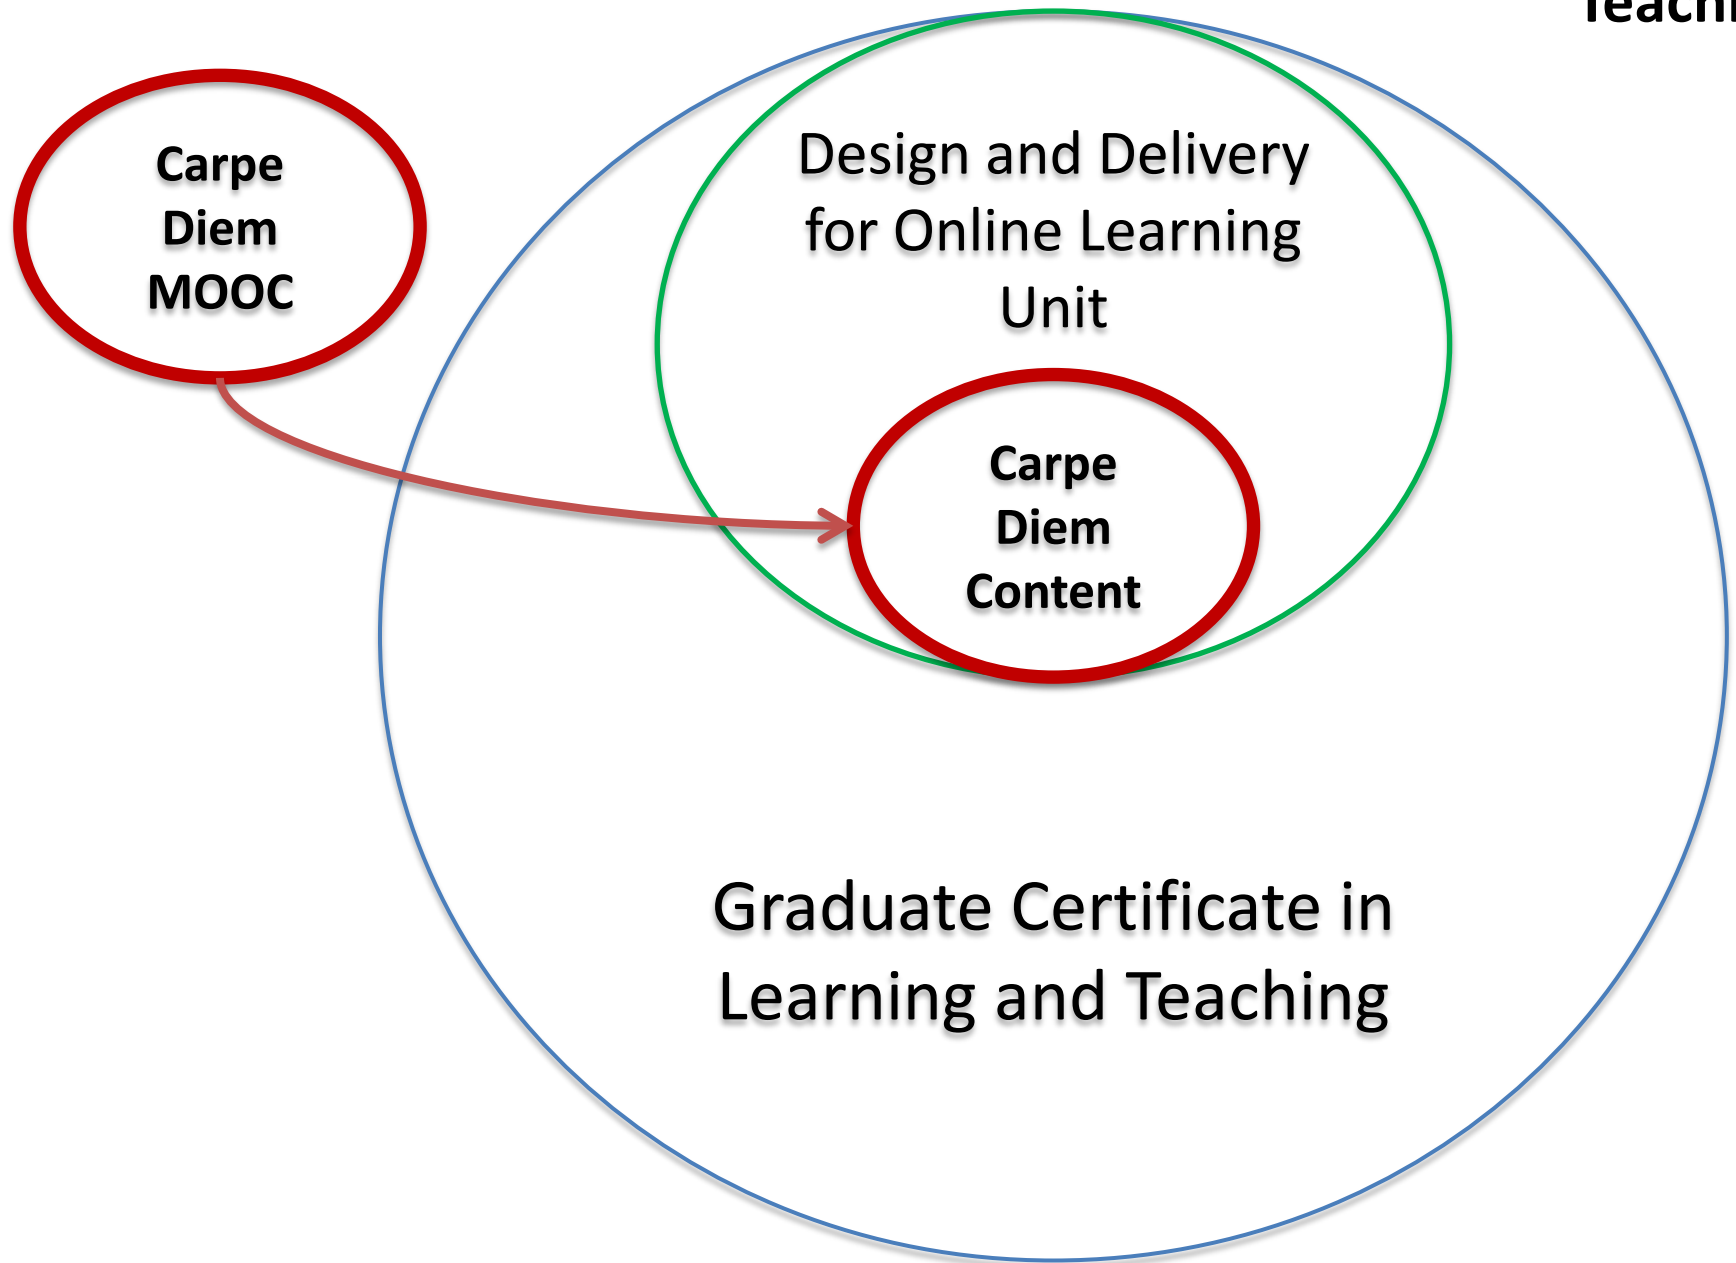 Carpe
Diem
MOOC
Design and Delivery
for Online Learning
Unit
Carpe
Diem
Content
Graduate Certificate in
Learning and Teaching